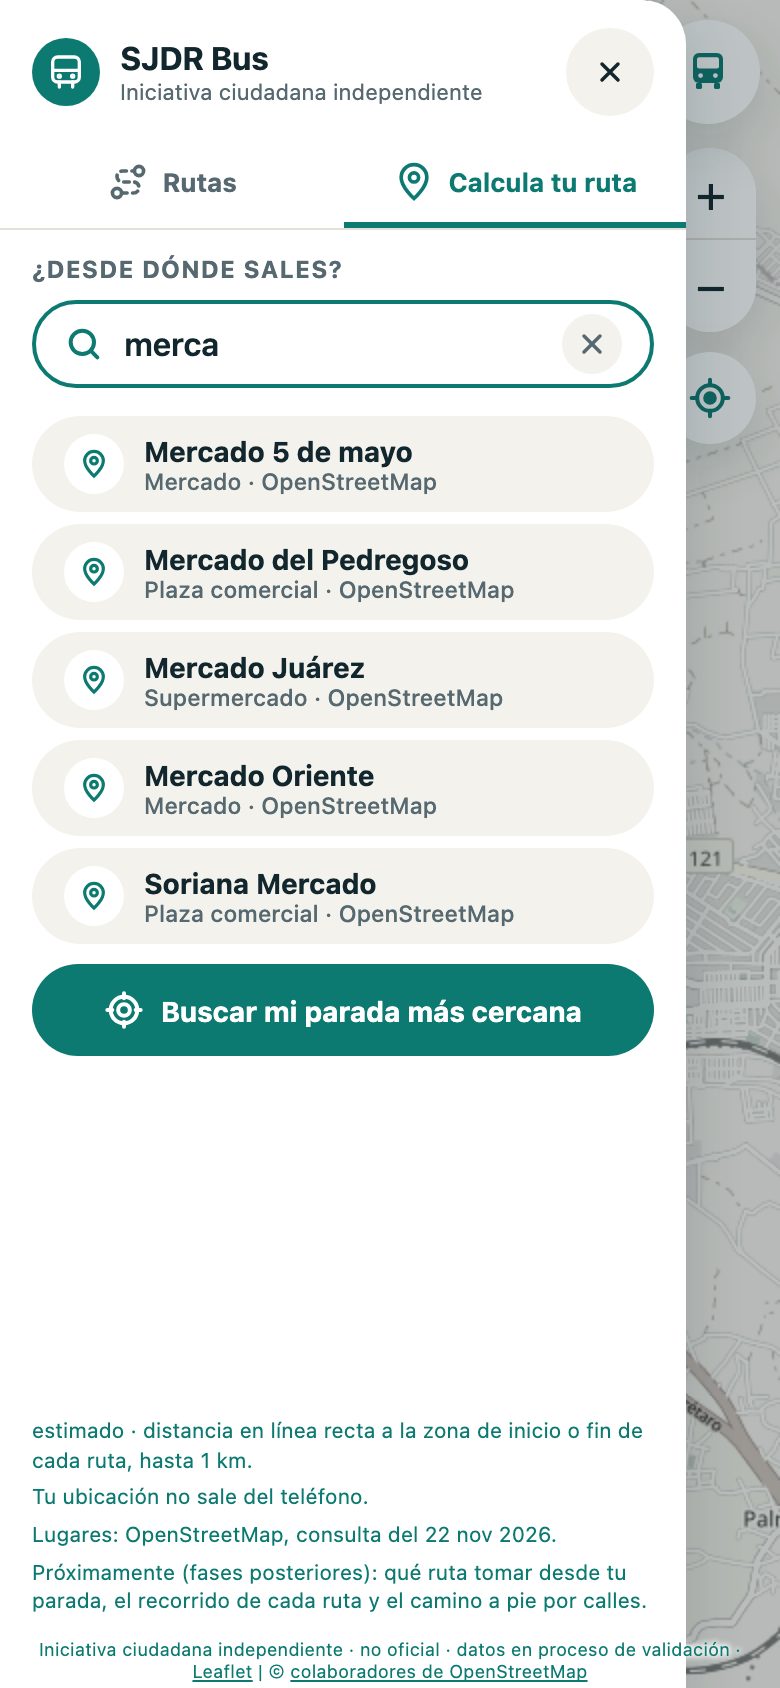 SJDR Bus
Iniciativa ciudadana independiente
Rutas
Calcula tu ruta
¿DESDE DÓNDE SALES?
merca
Mercado 5 de mayo
Mercado · OpenStreetMap
Mercado del Pedregoso
Plaza comercial · OpenStreetMap
Mercado Juárez
Supermercado · OpenStreetMap
Mercado Oriente
Mercado · OpenStreetMap
121
Soriana Mercado
Plaza comercial · OpenStreetMap
Buscar mi parada más cercana
estimado · distancia en línea recta a la zona de inicio o fin de
cada ruta, hasta 1 km.
Tu ubicación no sale del teléfono.
Lugares: OpenStreetMap, consulta del 22 nov 2026.
Próximamente (fases posteriores): qué ruta tomar desde tu
parada, el recorrido de cada ruta y el camino a pie por calles.
Iniciativa ciudadana independiente · no oficial · datos en proceso de validación ·
Leaflet | © colaboradores de OpenStreetMap